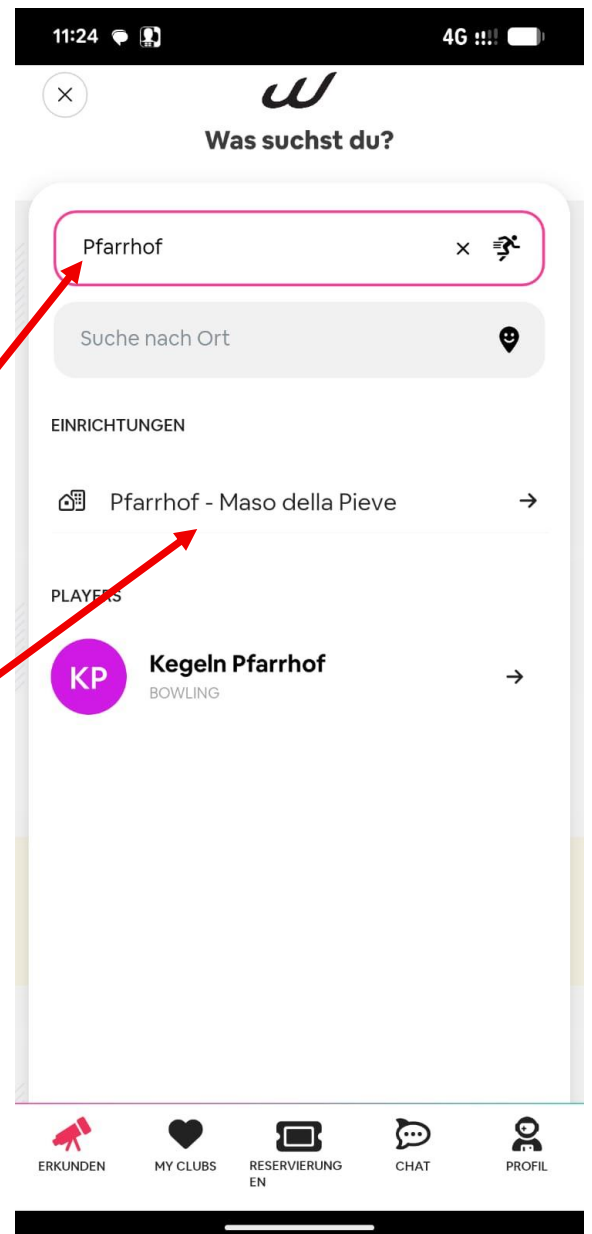 11:24
4G
Was suchst du?
Pfarrhof
Suche nach Ort
EINRICHTUNGEN
Pfarrhof - Maso della Pieve
PLAYERS
KP
Kegeln Pfarrhof
BOWLING
ERKUNDEN
MY CLUBS
RESERVIERUNG
EN
CHAT
PROFIL